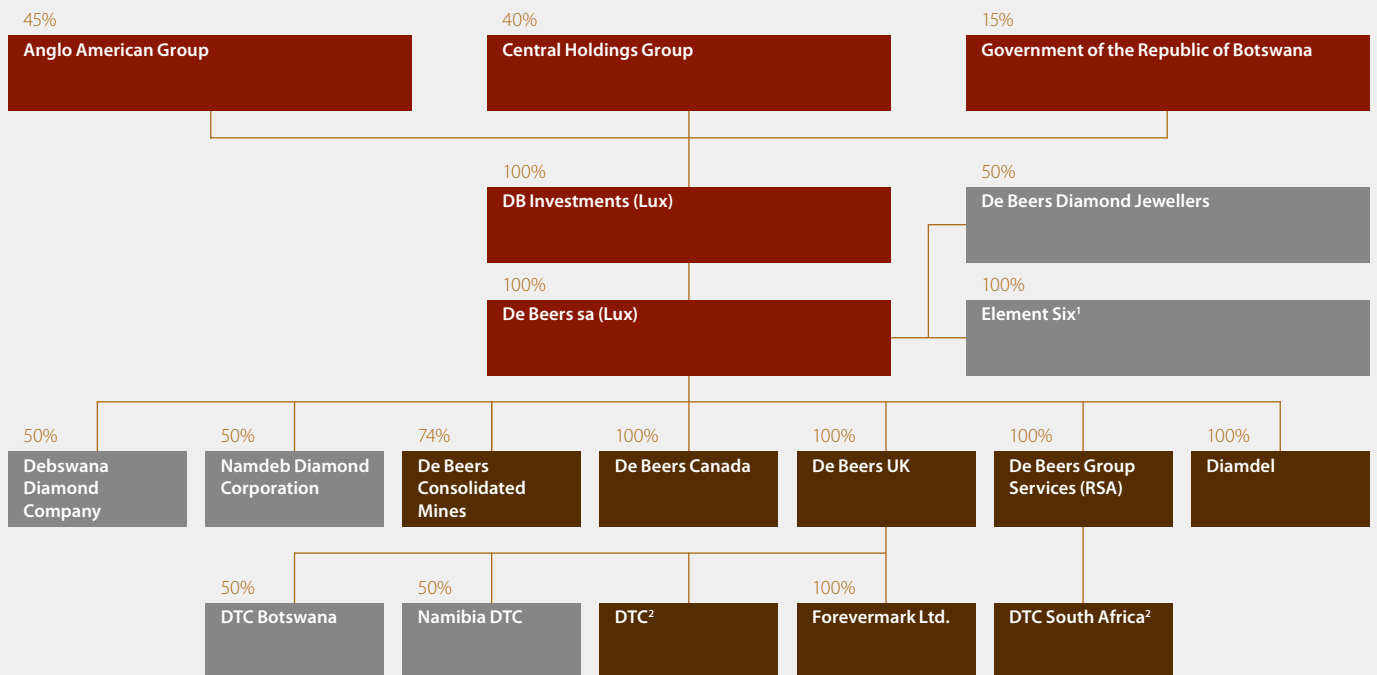 45%
Anglo American Group
40%
Central Holdings Group
15%
Government of the Republic of Botswana
100%
DB Investments (Lux)
50%
De Beers Diamond Jewellers
100%
De Beers sa (Lux)
100%
Element Six¹
50%
Debswana
Diamond
Company
50%
Namdeb Diamond
Corporation
74%
De Beers
Consolidated
Mines
100%
De Beers Canada
100%
De Beers UK
100%
De Beers Group
Services (RSA)
100%
Diamdel
50%
DTC Botswana
50%
Namibia DTC
DTC²
100%
Forevermark Ltd.
DTC South Africa²